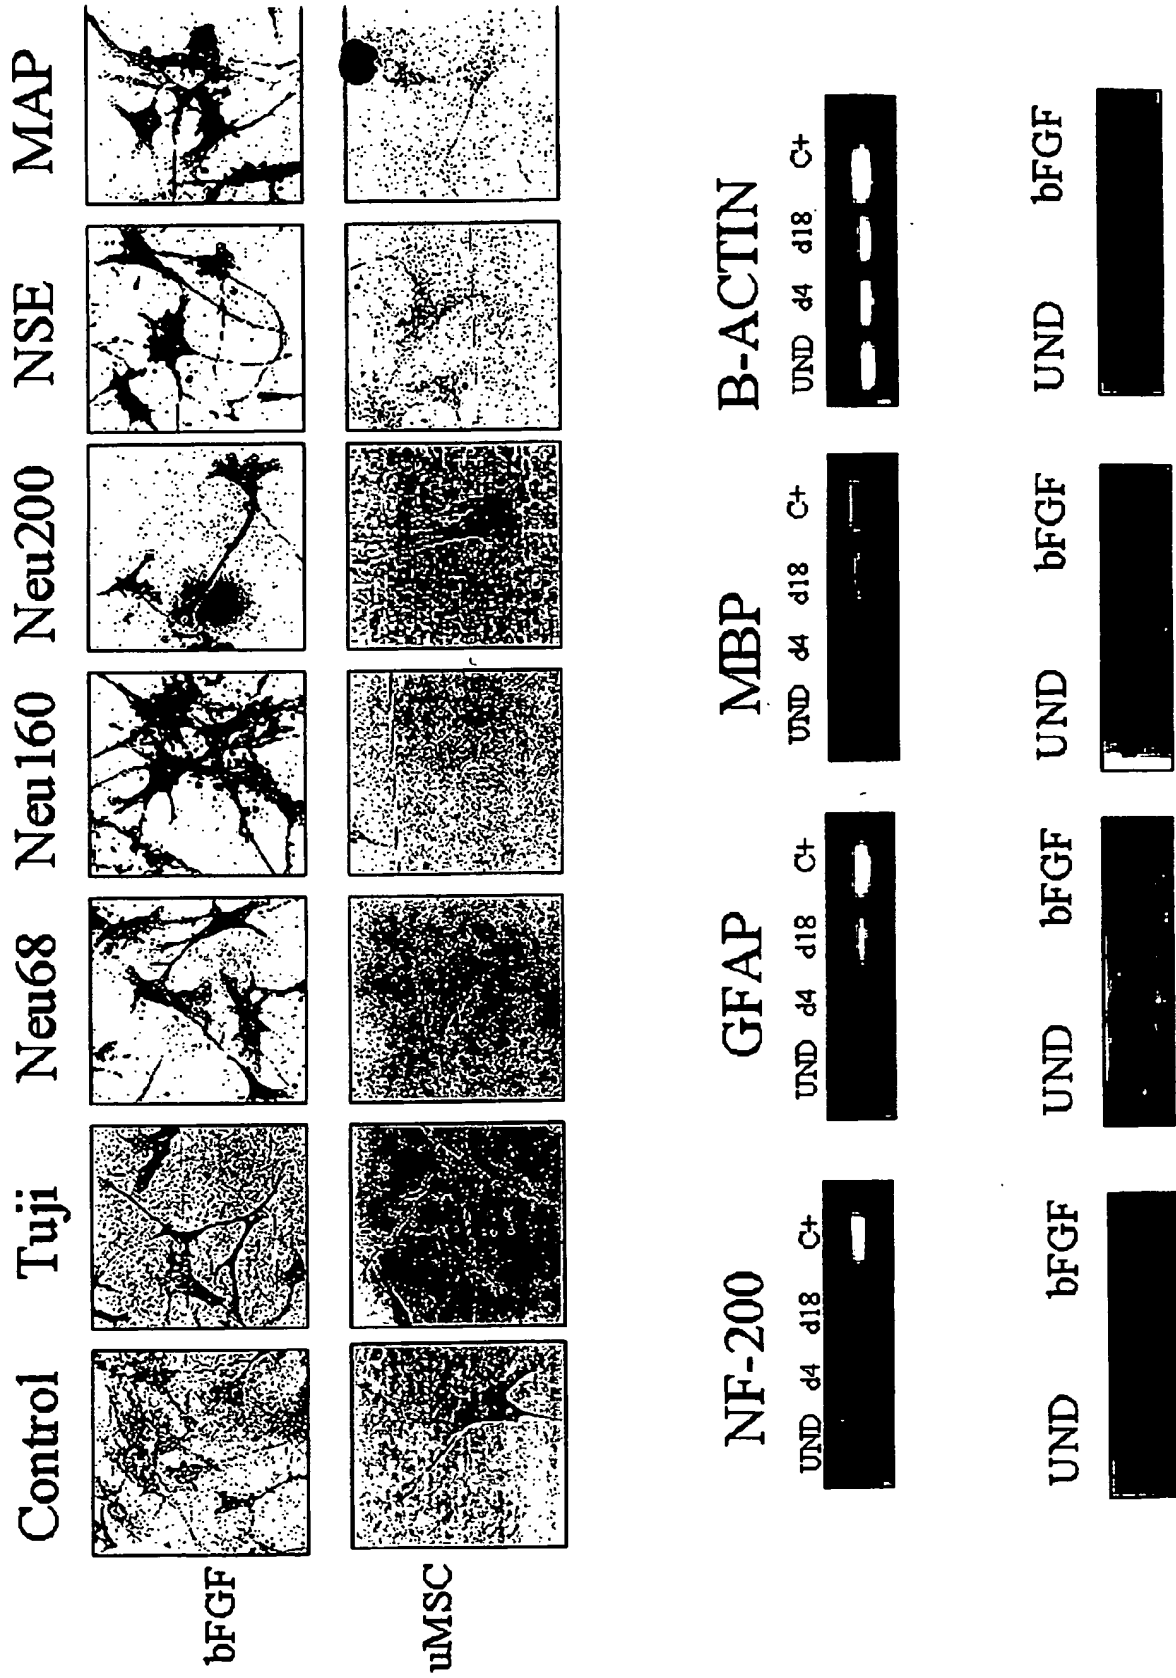 Control Tuji Neu68 Neu160 Neu200 NSE MAP
bFGF
uMSC
NF-200 GFAP MBP B-ACTIN
UND d4 d18 C+ UND d4 d18 C+ UND d4 d18 C+ UND d4 d18 C+
UND bFGF UND bFGF UND bFGF UND bFGF